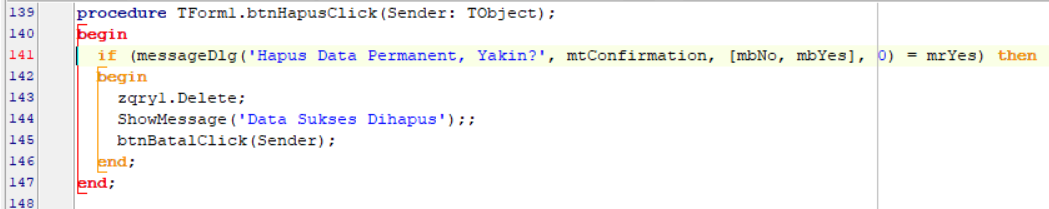 139 procedure TForm1.btnHapusClick(Sender: TObject);
140 begin
141 if (messageDlg('Hapus Data Permanent, Yakin?', mtConfirmation, [mbNo, mbYes], 0) = mrYes) then
142 begin
143 zqry1.Delete;
144 ShowMessage('Data Sukses Dihapus');;
145 btnBatalClick(Sender);
146 end;
147 end;
148